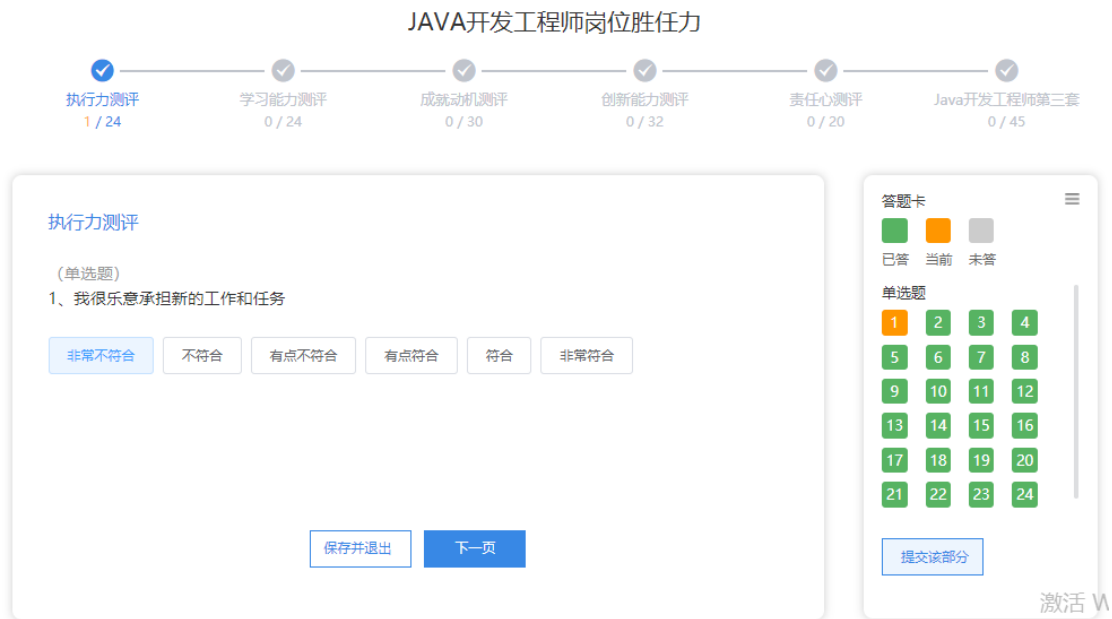 JAVA开发工程师岗位胜任力
执行力测评 学习能力测评 成就动机测评 创新能力测评 责任心测评 Java开发工程师第三套
1 / 24 0 / 24 0 / 30 0 / 32 0 / 20 0 / 45
执行力测评
（单选题）
1、我很乐意承担新的工作和任务
非常不符合 不符合 有点不符合 有点符合 符合 非常符合
保存并退出 下一页
答题卡
已答 当前 未答
单选题
1 2 3 4
5 6 7 8
9 10 11 12
13 14 15 16
17 18 19 20
21 22 23 24
提交该部分
激活 W